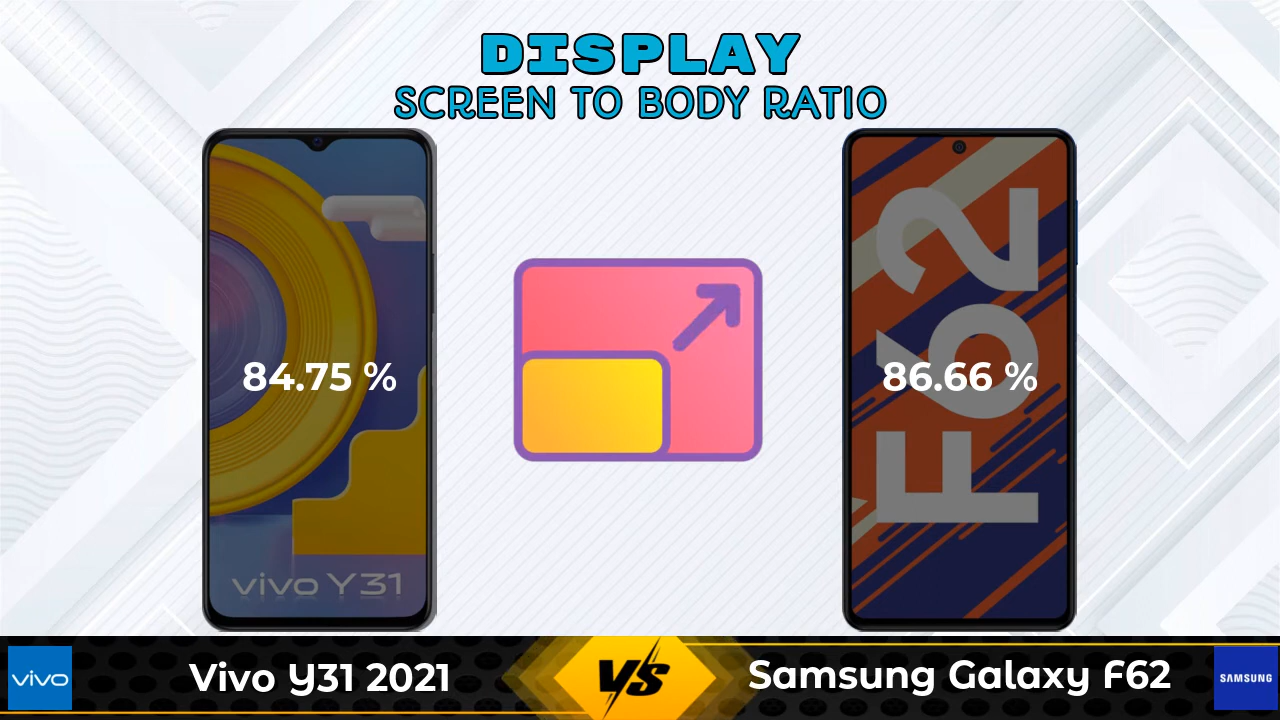 DISPLAY
SCREEN TO BODY RATIO
84.75 %
86.66 %
F62
vivo Y31
vivo
Vivo Y31 2021
VS
Samsung Galaxy F62
SAMSUNG